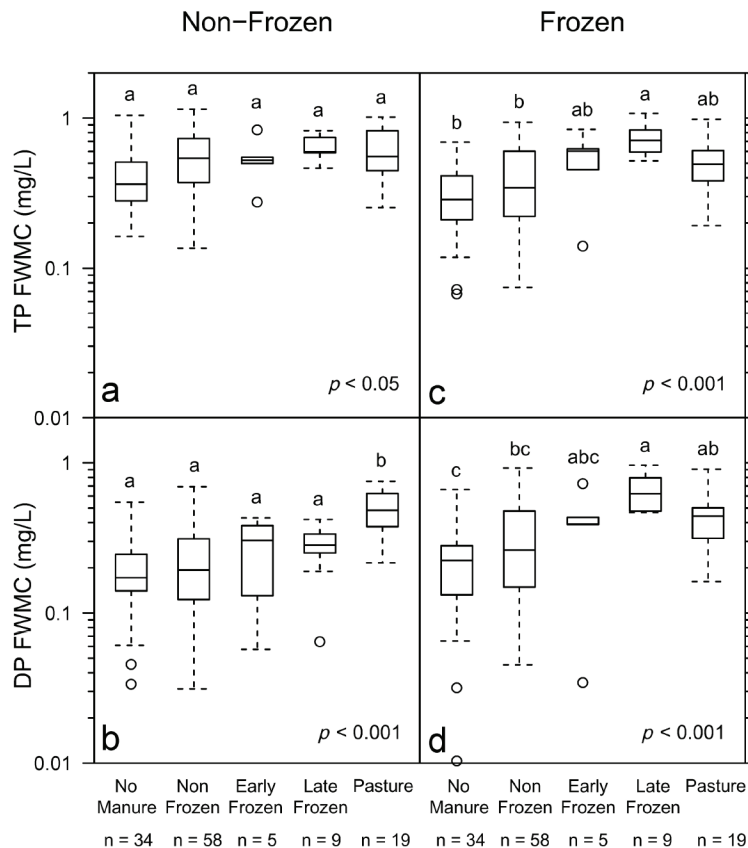 Non−Frozen Frozen
TP FWMC (mg/L)
1
0.1
0.01
a a a a a
a
p < 0.05
b b ab a ab
c
p < 0.001
DP FWMC (mg/L)
1
0.1
0.01
a a a a b
b
p < 0.001
c bc abc a ab
d
p < 0.001
No Non Early Late Pasture No Non Early Late Pasture
Manure Frozen Frozen Frozen Manure Frozen Frozen Frozen
n = 34 n = 58 n = 5 n = 9 n = 19 n = 34 n = 58 n = 5 n = 9 n = 19